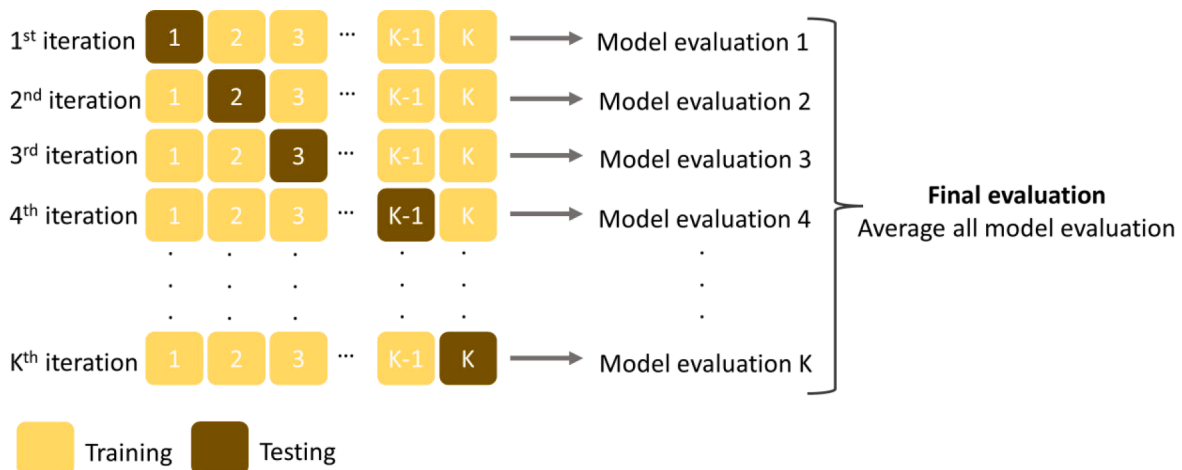 1st iteration 1 2 3 ... K-1 K Model evaluation 1
2nd iteration 1 2 3 ... K-1 K Model evaluation 2
3rd iteration 1 2 3 ... K-1 K Model evaluation 3
4th iteration 1 2 3 ... K-1 K Model evaluation 4
Final evaluation
Average all model evaluation
Kth iteration 1 2 3 ... K-1 K Model evaluation K
Training Testing